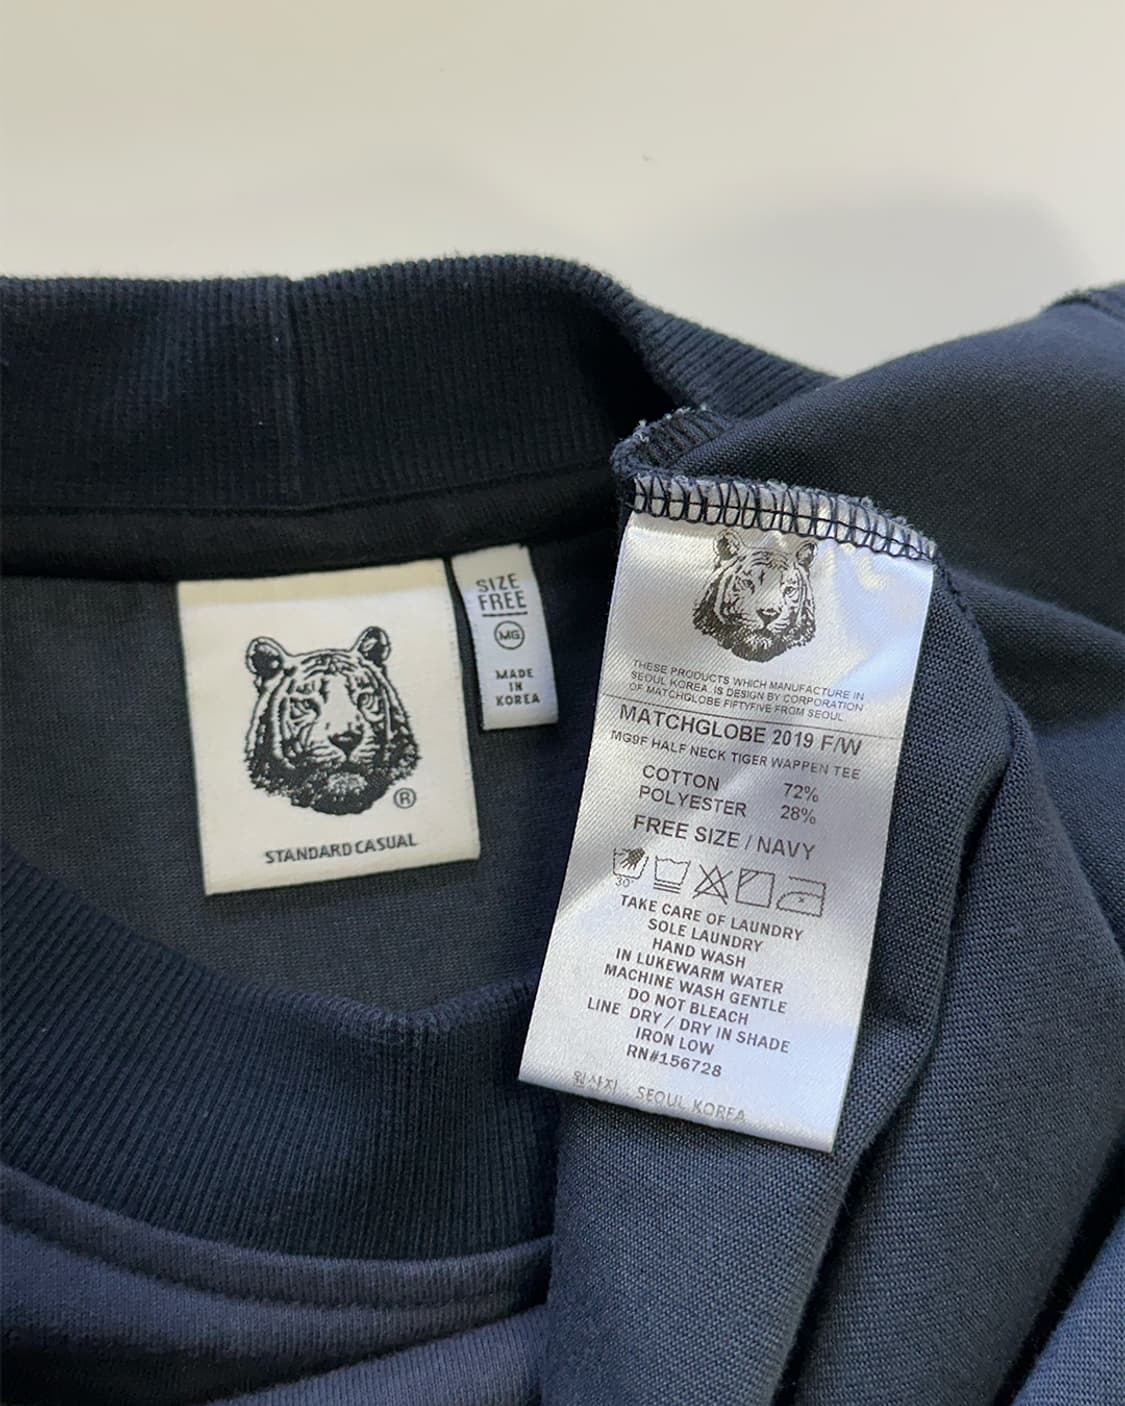 STANDARD CASUAL
®
SIZE
FREE
MG
MADE
IN
KOREA
THESE PRODUCTS WHICH MANUFACTURE IN
SEOUL KOREA. IS DESIGN BY CORPORATION
OF MATCHGLOBE FIFTYFIVE FROM SEOUL
MATCHGLOBE 2019 F/W
MG9F HALF NECK TIGER WAPPEN TEE
COTTON 72%
POLYESTER 28%
FREE SIZE / NAVY
30°
TAKE CARE OF LAUNDRY
SOLE LAUNDRY
HAND WASH
IN LUKEWARM WATER
MACHINE WASH GENTLE
DO NOT BLEACH
LINE DRY / DRY IN SHADE
IRON LOW
RN#156728
원산지 SEOUL KOREA